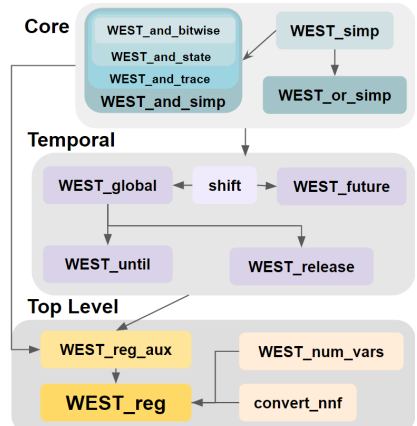 Core
WEST_and_bitwise
WEST_and_state
WEST_and_trace
WEST_and_simp
WEST_simp
WEST_or_simp
Temporal
WEST_global
shift
WEST_future
WEST_until
WEST_release
Top Level
WEST_reg_aux
WEST_num_vars
WEST_reg
convert_nnf